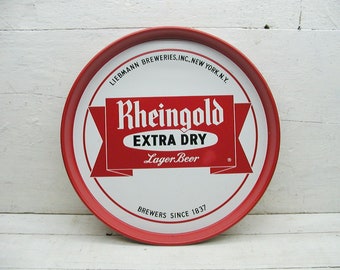 LIEBMANN BREWERIES, INC., NEW YORK, N.Y.
Rheingold
EXTRA DRY
Lager Beer
®
BREWERS SINCE 1837